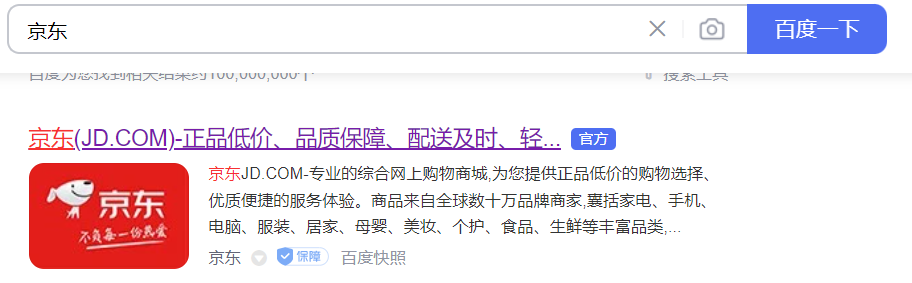 京东
百度一下
百度为您找到相关结果约100,000,000个
搜索工具
京东(JD.COM)-正品低价、品质保障、配送及时、轻...
官方
京东
不负每一份热爱
京东JD.COM-专业的综合网上购物商城,为您提供正品低价的购物选择、
优质便捷的服务体验。商品来自全球数十万品牌商家,囊括家电、手机、
电脑、服装、居家、母婴、美妆、个护、食品、生鲜等丰富品类,...
京东
保障
百度快照